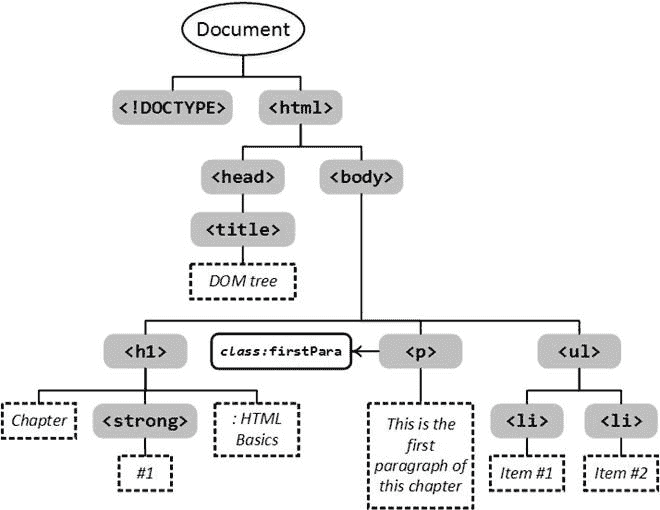 Document
<!DOCTYPE>
<html>
<head>
<body>
<title>
DOM tree
<h1>
class:firstPara
<p>
<ul>
Chapter
<strong>
: HTML
Basics
This is the
first
paragraph of
this chapter
<li>
<li>
#1
Item #1
Item #2